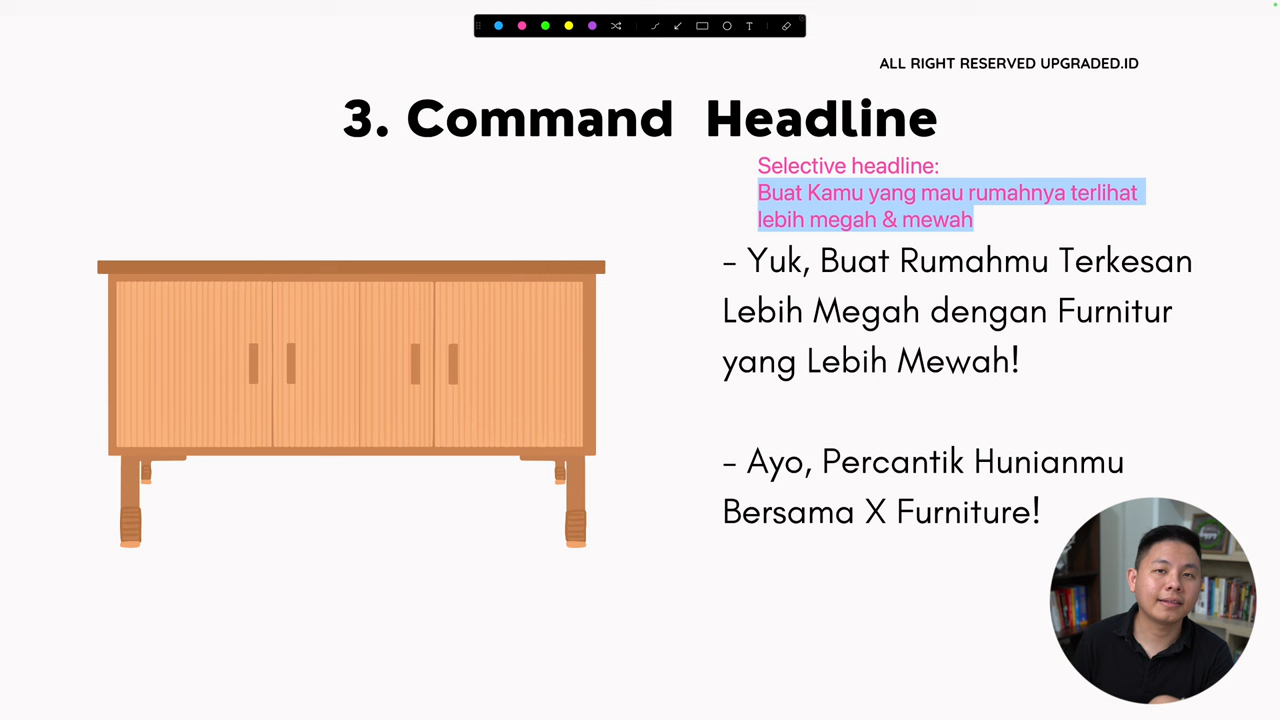 ALL RIGHT RESERVED UPGRADED.ID
3. Command Headline
Selective headline:
Buat Kamu yang mau rumahnya terlihat
lebih megah & mewah
- Yuk, Buat Rumahmu Terkesan
Lebih Megah dengan Furnitur
yang Lebih Mewah!
- Ayo, Percantik Hunianmu
Bersama X Furniture!